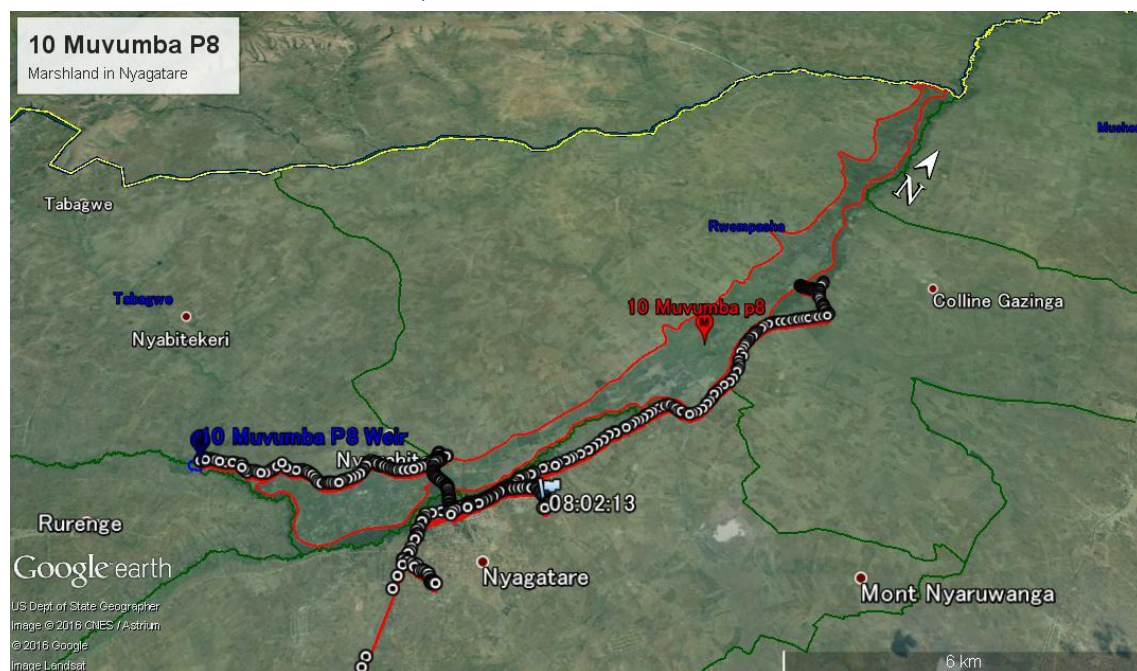 10 Muvumba P8
Marshland in Nyagatare
Tabagwe
Rwempasha
Tabagwe
10 Muvumba p8
Colline Gazinga
Nyabitekeri
10 Muvumba P8 Weir
08:02:13
Rurenge
Nyagatare
Mont Nyaruwanga
Google earth
US Dept of State Geographer
Image © 2016 CNES / Astrium
© 2016 Google
Image Landsat
6 km
N